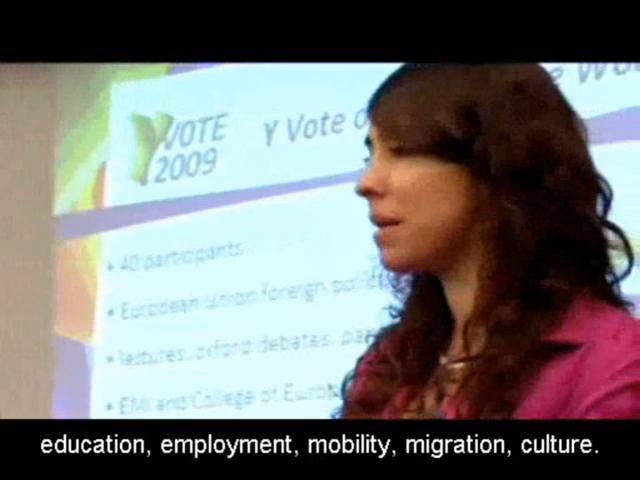 VOTE
2009
Y Vote
• 40 participants
• European union foreign
• lectures, oxford debates,
• EMI and College of
education, employment, mobility, migration, culture.